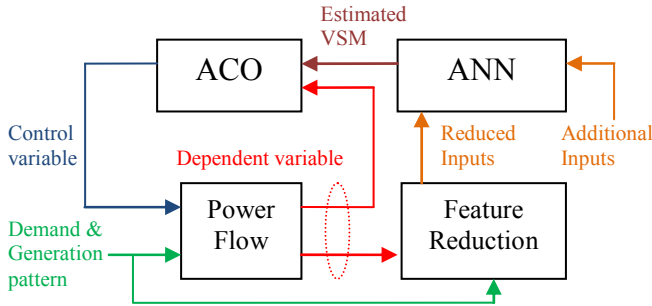 Estimated
VSM
ACO
ANN
Control
variable
Dependent variable
Reduced
Inputs
Additional
Inputs
Power
Flow
Feature
Reduction
Demand &
Generation
pattern